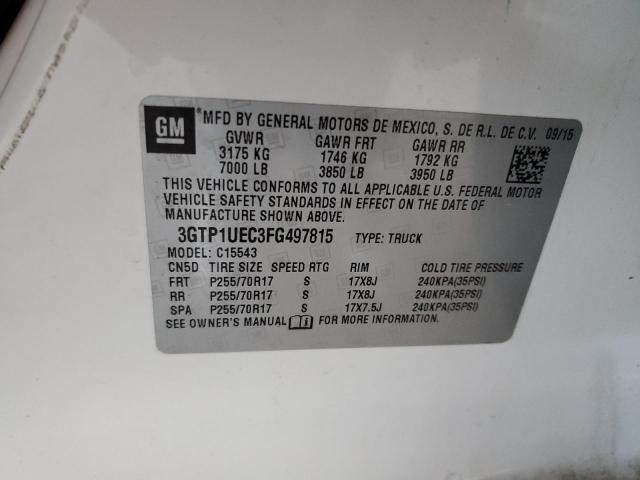 GM *MFD BY GENERAL MOTORS DE MEXICO, S. DE R.L. DE C.V. 09/15
GVWR GAWR FRT GAWR RR
3175 KG 1746 KG 1792 KG
7000 LB 3850 LB 3950 LB
THIS VEHICLE CONFORMS TO ALL APPLICABLE U.S. FEDERAL MOTOR
VEHICLE SAFETY STANDARDS IN EFFECT ON THE DATE OF
MANUFACTURE SHOWN ABOVE.
3GTP1UEC3FG497815 TYPE: TRUCK
MODEL: C15543
CN5D TIRE SIZE SPEED RTG RIM COLD TIRE PRESSURE
FRT P255/70R17 S 17X8J 240KPA(35PSI)
RR P255/70R17 S 17X8J 240KPA(35PSI)
SPA P255/70R17 S 17X7.5J 240KPA(35PSI)
SEE OWNER'S MANUAL FOR MORE INFORMATION.